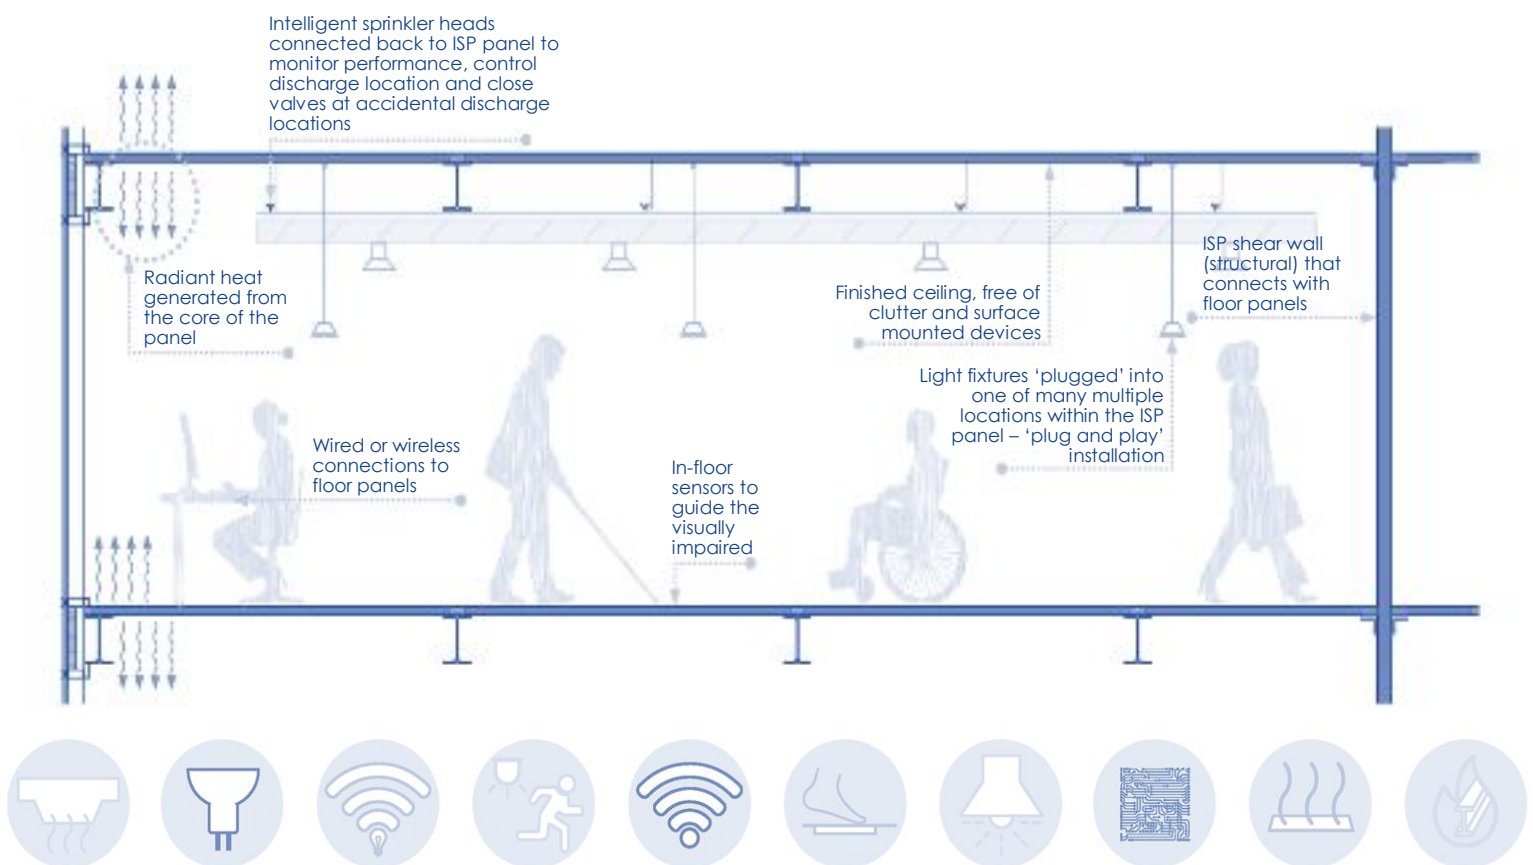 Intelligent sprinkler heads
connected back to ISP panel to
monitor performance, control
discharge location and close
valves at accidental discharge
locations
ISP shear wall
(structural) that
connects with
floor panels
Radiant heat
generated from
the core of the
panel
Finished ceiling, free of
clutter and surface
mounted devices
Light fixtures ‘plugged’ into
one of many multiple
locations within the ISP
panel – ‘plug and play’
installation
Wired or wireless
connections to
floor panels
In-floor
sensors to
guide the
visually
impaired